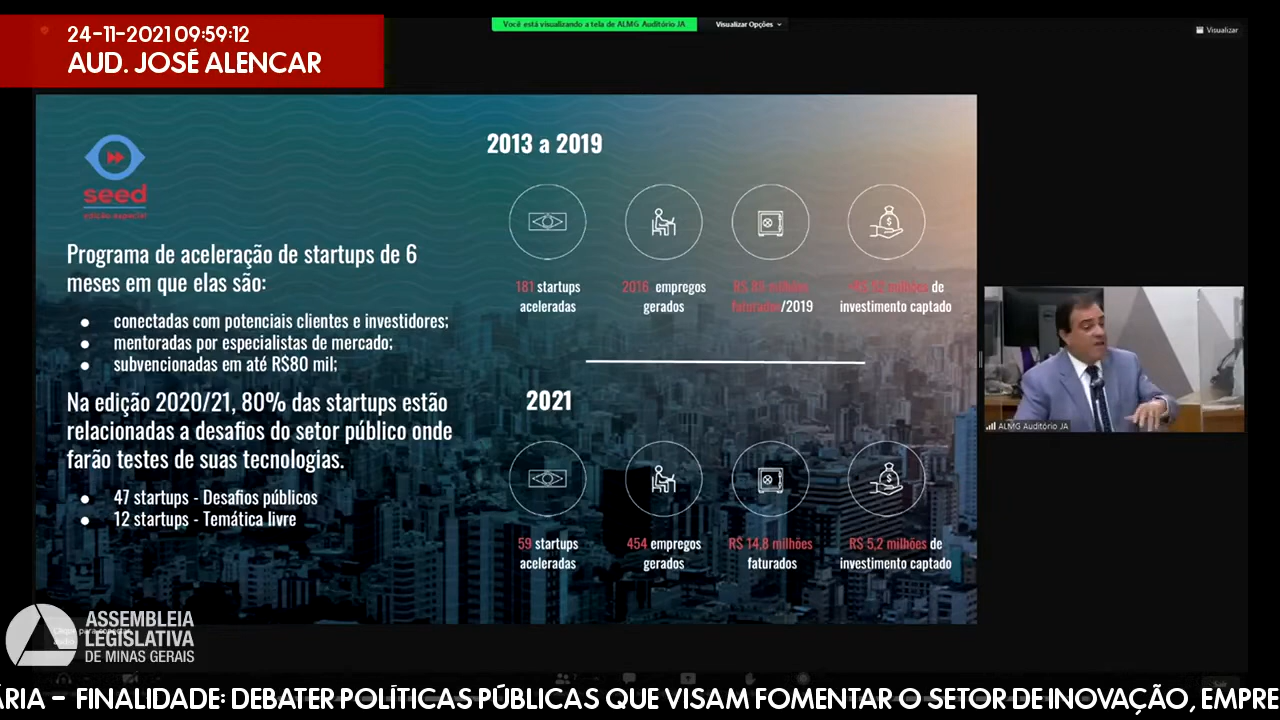 24-11-2021 09:59:12
AUD. JOSÉ ALENCAR
Você está visualizando a tela de ALMG Auditório JA
Visualizar Opções
Visualizar
seed
edição especial
Programa de aceleração de startups de 6
meses em que elas são:
● conectadas com potenciais clientes e investidores;
● mentoradas por especialistas de mercado;
● subvencionadas em até R$80 mil;
Na edição 2020/21, 80% das startups estão
relacionadas a desafios do setor público onde
farão testes de suas tecnologias.
● 47 startups - Desafios públicos
● 12 startups - Temática livre
2013 a 2019
181 startups
aceleradas
2016 empregos
gerados
milhões
faturados/2019
milhões de
investimento captado
2021
59 startups
aceleradas
454 empregos
gerados
R$ 14,8 milhões
faturados
R$ 5,2 milhões de
investimento captado
ALMG Auditório JA
ASSEMBLEIA
LEGISLATIVA
DE MINAS GERAIS
ÁRIA - FINALIDADE: DEBATER POLÍTICAS PÚBLICAS QUE VISAM FOMENTAR O SETOR DE INOVAÇÃO, EMPRE